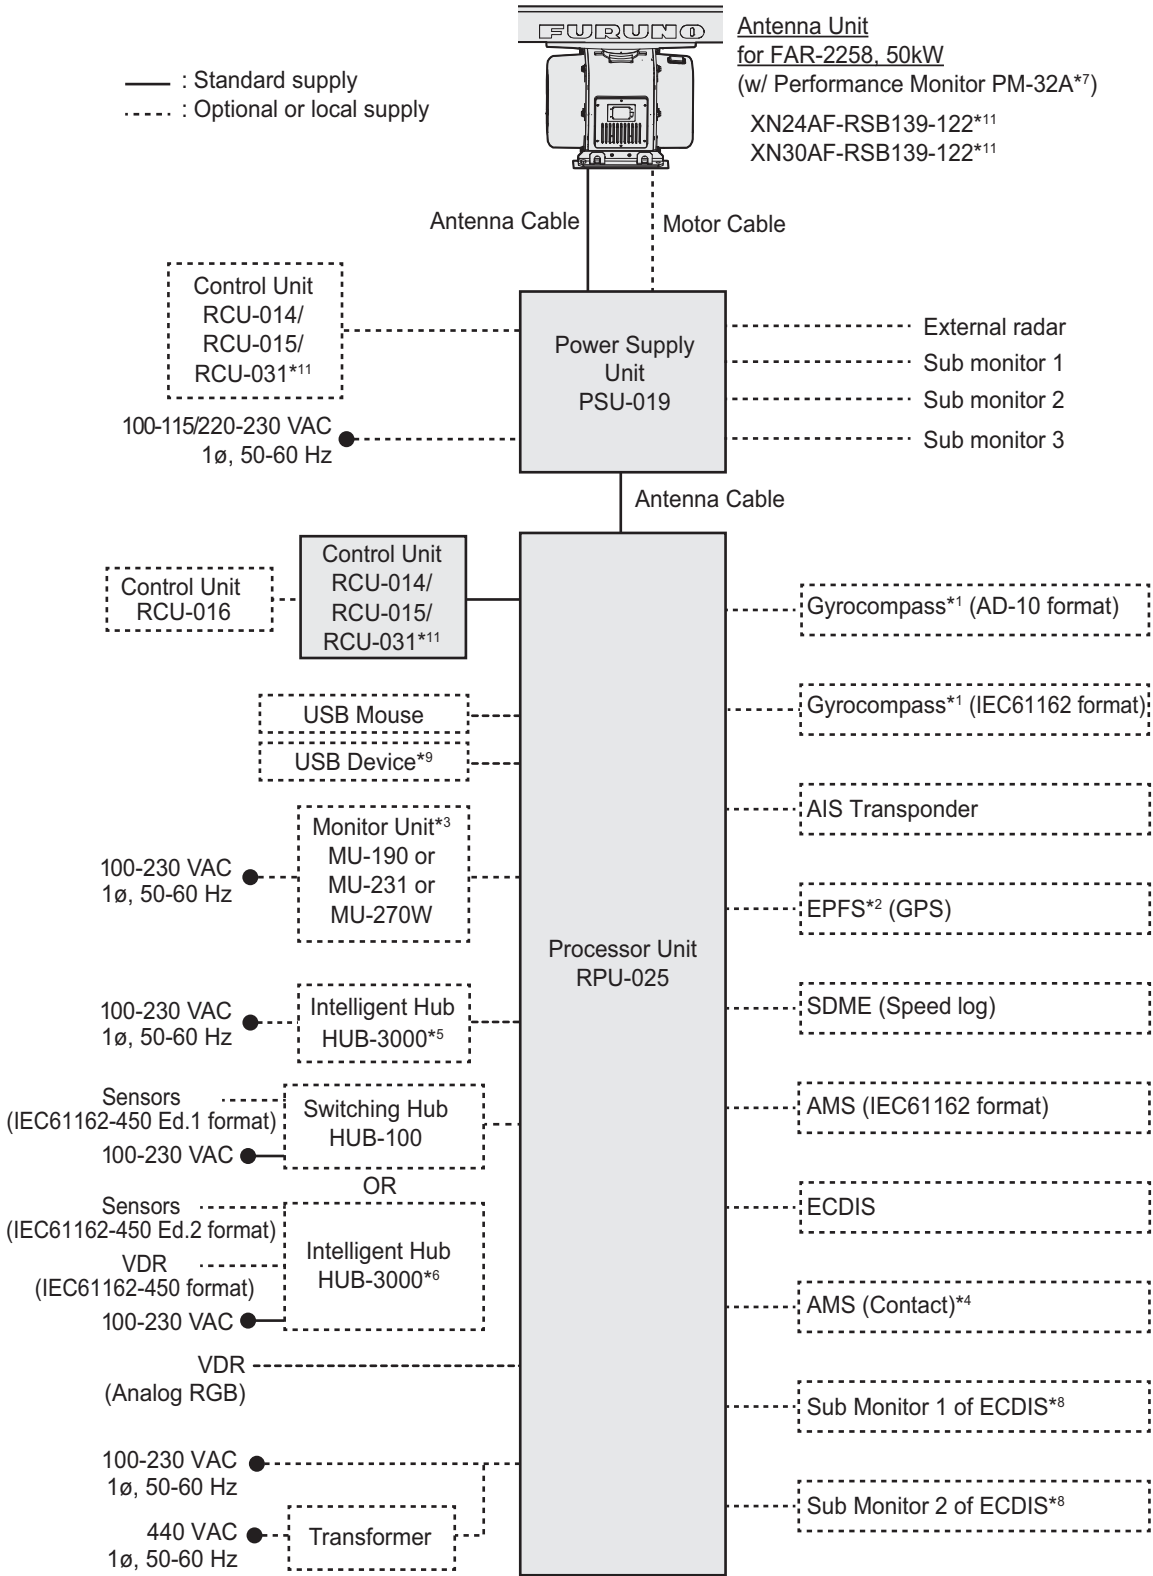 FURUNO
Antenna Unit
for FAR-2258, 50kW
(w/ Performance Monitor PM-32A*7)
XN24AF-RSB139-122*11
XN30AF-RSB139-122*11
: Standard supply
: Optional or local supply
Antenna Cable
Motor Cable
Control Unit
RCU-014/
RCU-015/
RCU-031*11
100-115/220-230 VAC
1ø, 50-60 Hz
Power Supply
Unit
PSU-019
External radar
Sub monitor 1
Sub monitor 2
Sub monitor 3
Antenna Cable
Control Unit
RCU-016
Control Unit
RCU-014/
RCU-015/
RCU-031*11
USB Mouse
USB Device*9
100-230 VAC
1ø, 50-60 Hz
Monitor Unit*3
MU-190 or
MU-231 or
MU-270W
100-230 VAC
1ø, 50-60 Hz
Intelligent Hub
HUB-3000*5
Sensors
(IEC61162-450 Ed.1 format)
100-230 VAC
Switching Hub
HUB-100
OR
Sensors
(IEC61162-450 Ed.2 format)
VDR
(IEC61162-450 format)
100-230 VAC
Intelligent Hub
HUB-3000*6
VDR
(Analog RGB)
100-230 VAC
1ø, 50-60 Hz
440 VAC
1ø, 50-60 Hz
Transformer
Processor Unit
RPU-025
Gyrocompass*1 (AD-10 format)
Gyrocompass*1 (IEC61162 format)
AIS Transponder
EPFS*2 (GPS)
SDME (Speed log)
AMS (IEC61162 format)
ECDIS
AMS (Contact)*4
Sub Monitor 1 of ECDIS*8
Sub Monitor 2 of ECDIS*8